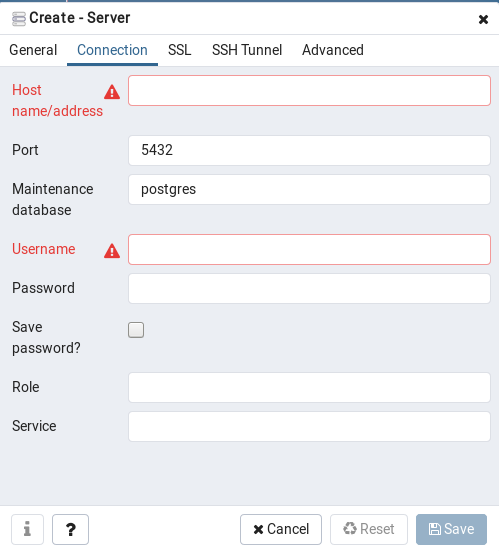 Create - Server
General Connection SSL SSH Tunnel Advanced
Host
name/address
Port 5432
Maintenance postgres
database
Username
Password
Save
password?
Role
Service
i ? Cancel Reset Save